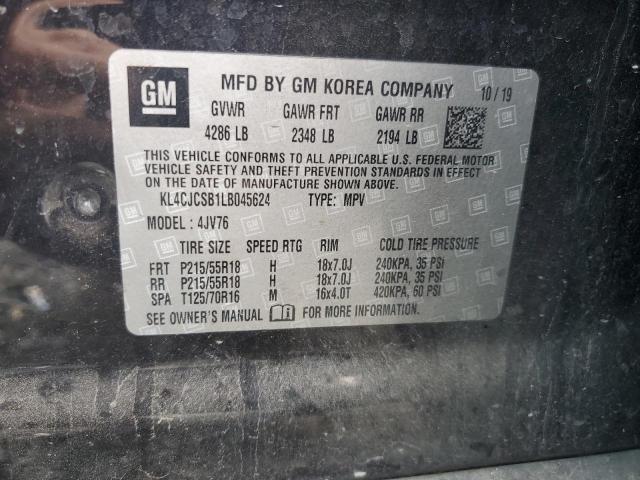 GM MFD BY GM KOREA COMPANY 10/19
GVWR GAWR FRT GAWR RR
4286 LB 2348 LB 2194 LB
THIS VEHICLE CONFORMS TO ALL APPLICABLE U.S. FEDERAL MOTOR
VEHICLE SAFETY AND THEFT PREVENTION STANDARDS IN EFFECT ON
THE DATE OF MANUFACTURE SHOWN ABOVE.
KL4CJCSB1LB045624 TYPE: MPV
MODEL : 4JV76
TIRE SIZE SPEED RTG RIM COLD TIRE PRESSURE
FRT P215/55R18 H 18x7.0J 240KPA, 35 PSI
RR P215/55R18 H 18x7.0J 240KPA, 35 PSI
SPA T125/70R16 M 16x4.0T 420KPA, 60 PSI
SEE OWNER'S MANUAL FOR MORE INFORMATION.